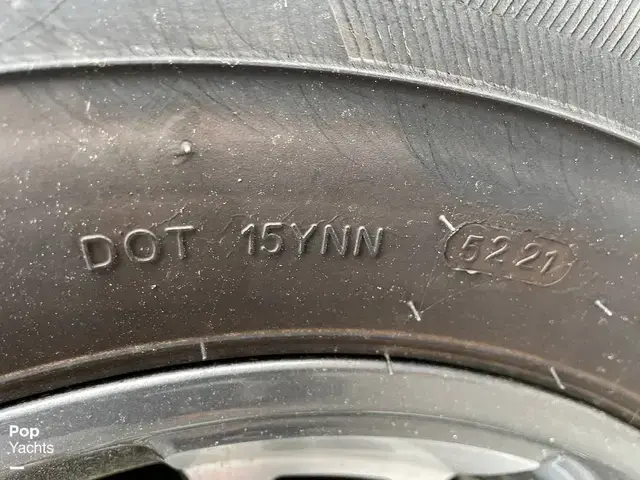 DOT 15YNN 5221
Pop
Yachts